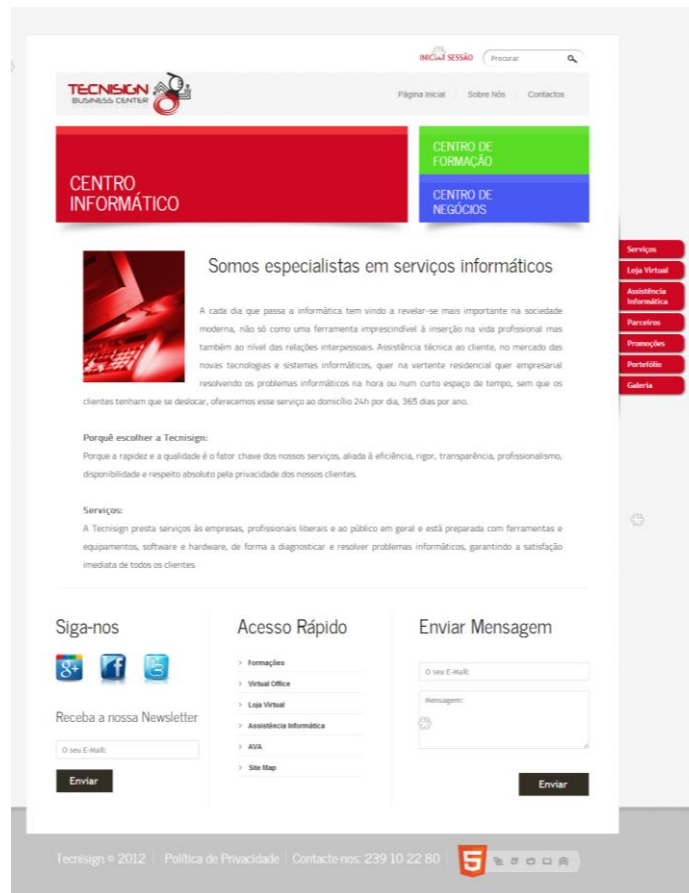 INICIAR SESSÃO Procurar
TECNISIGN
BUSINESS CENTER
Página Inicial Sobre Nós Contactos
CENTRO
INFORMÁTICO
CENTRO DE
FORMAÇÃO
CENTRO DE
NEGÓCIOS
Serviços
Loja Virtual
Assistência
Informática
Parceiros
Promoções
Portefólio
Galeria
Somos especialistas em serviços informáticos
A cada dia que passa a informática tem vindo a revelar-se mais importante na sociedade
moderna, não só como uma ferramenta imprescindível à inserção na vida profissional mas
também ao nível das relações interpessoais. Assistência técnica ao cliente, no mercado das
novas tecnologias e sistemas informáticos, quer na vertente residencial quer empresarial
resolvendo os problemas informáticos na hora ou num curto espaço de tempo, sem que os
clientes tenham que se deslocar, oferecemos esse serviço ao domicílio 24h por dia, 365 dias por ano.
Porquê escolher a Tecnisign:
Porque a rapidez e a qualidade é o fator chave dos nossos serviços, aliada à eficiência, rigor, transparência, profissionalismo,
disponibilidade e respeito absoluto pela privacidade dos nossos clientes.
Serviços:
A Tecnisign presta serviços às empresas, profissionais liberais e ao público em geral e está preparada com ferramentas e
equipamentos, software e hardware, de forma a diagnosticar e resolver problemas informáticos, garantindo a satisfação
imediata de todos os clientes.
Siga-nos
Receba a nossa Newsletter
O seu E-Mail:
Enviar
Acesso Rápido
Formações
Virtual Office
Loja Virtual
Assistência Informática
AVA
Site Map
Enviar Mensagem
O seu E-Mail:
Mensagem:
Enviar
Tecnisign © 2012 | Política de Privacidade | Contacte-nos: 239 10 22 80